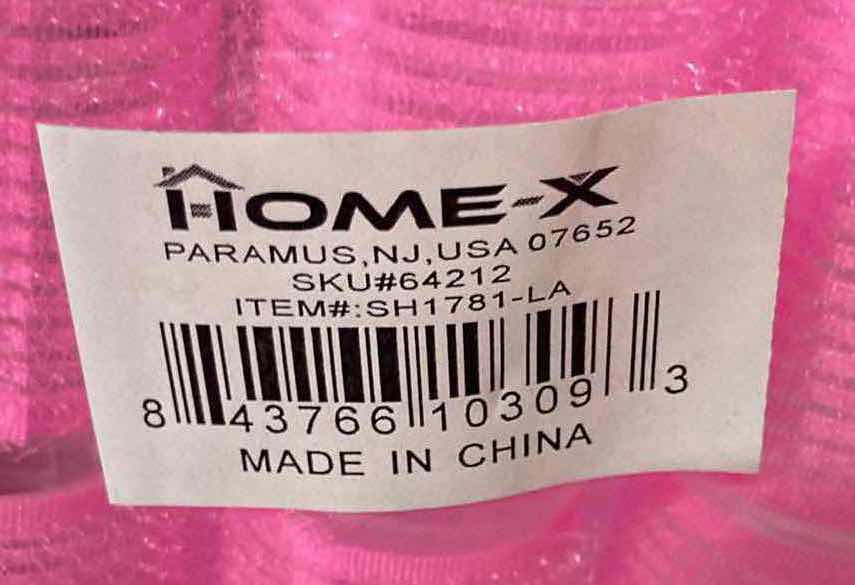 HOME-X
PARAMUS,NJ,USA 07652
SKU#64212
ITEM#:SH1781-LA
8 43766 10309 3
MADE IN CHINA